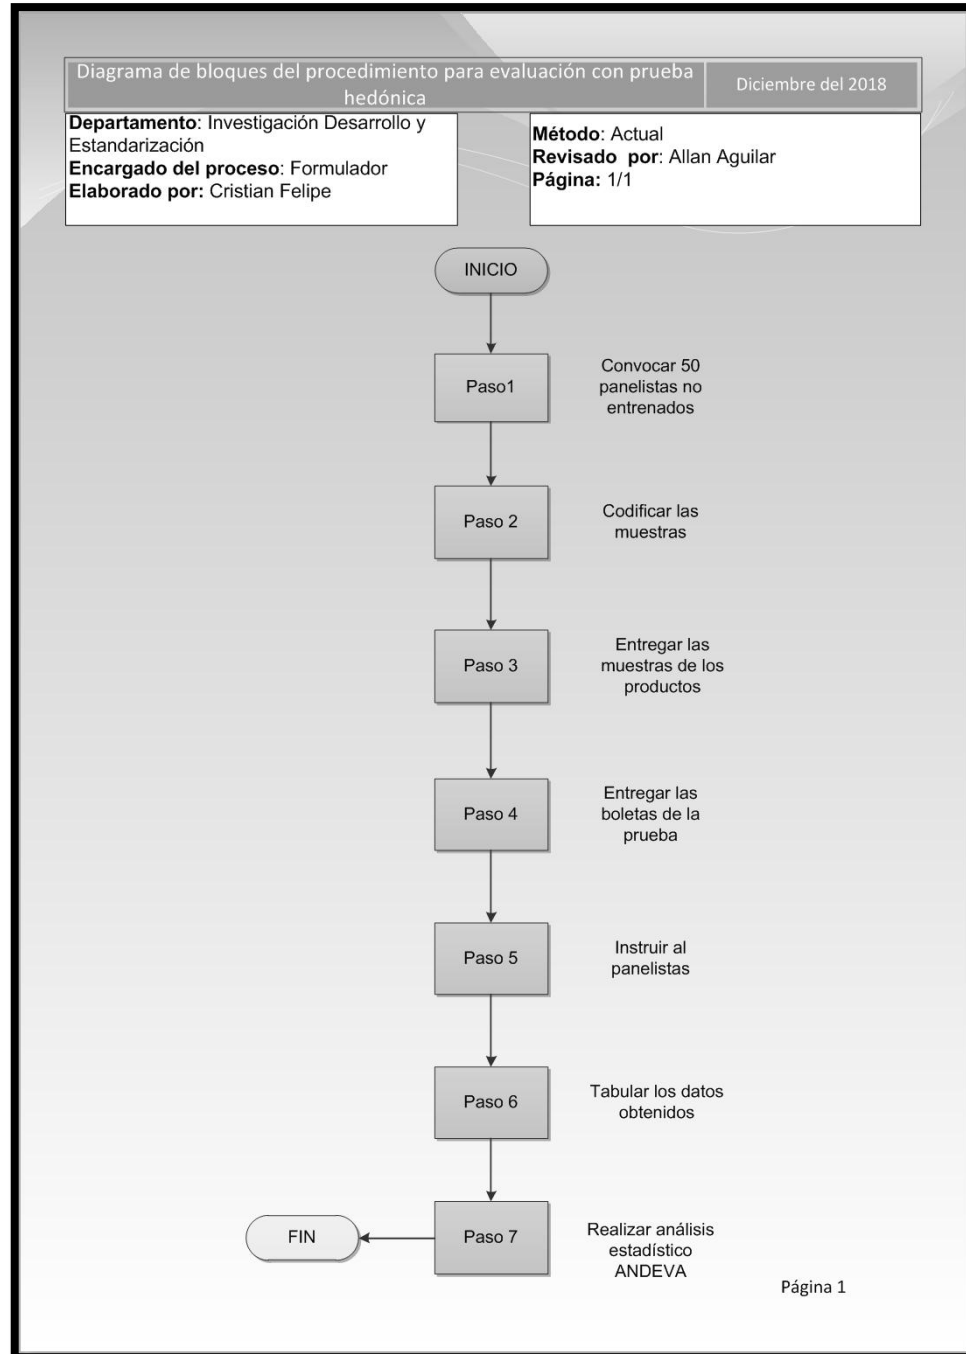 Diagrama de bloques del procedimiento para evaluación con prueba
hedónica
Diciembre del 2018
Departamento: Investigación Desarrollo y
Estandarización
Encargado del proceso: Formulador
Elaborado por: Cristian Felipe
Método: Actual
Revisado por: Allan Aguilar
Página: 1/1
INICIO
Paso1
Convocar 50
panelistas no
entrenados
Paso 2
Codificar las
muestras
Paso 3
Entregar las
muestras de los
productos
Paso 4
Entregar las
boletas de la
prueba
Paso 5
Instruir al
panelistas
Paso 6
Tabular los datos
obtenidos
FIN
Paso 7
Realizar análisis
estadístico
ANDEVA
Página 1